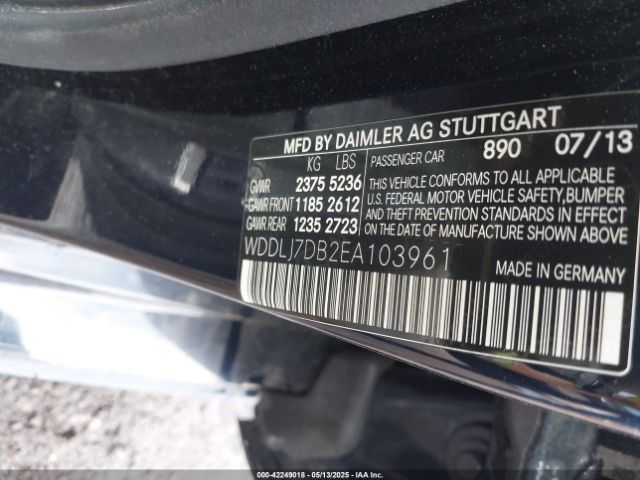 MFD BY DAIMLER AG STUTTGART
KG LBS
GVWR 2375 5236
GAWR FRONT 1185 2612
GAWR REAR 1235 2723
PASSENGER CAR 890 07/13
THIS VEHICLE CONFORMS TO ALL APPLICABLE
U.S. FEDERAL MOTOR VEHICLE SAFETY, BUMPER
AND THEFT PREVENTION STANDARDS IN EFFECT
ON THE DATE OF MANUFACTURE SHOWN ABOVE
WDDLJ7DB2EA103961
MADE IN GERMANY
000-42249018 - 05/13/2025 - IAAI.com